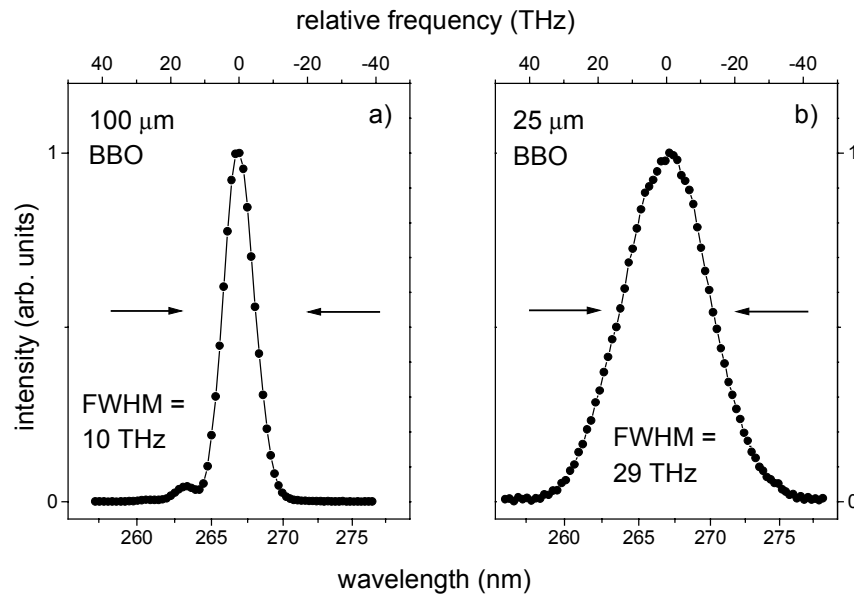 relative frequency (THz)
40 20 0 -20 -40
40 20 0 -20 -40
100 µm
BBO
a)
25 µm
BBO
b)
1
1
intensity (arb. units)
FWHM =
10 THz
FWHM =
29 THz
0
0
260 265 270 275
260 265 270 275
wavelength (nm)